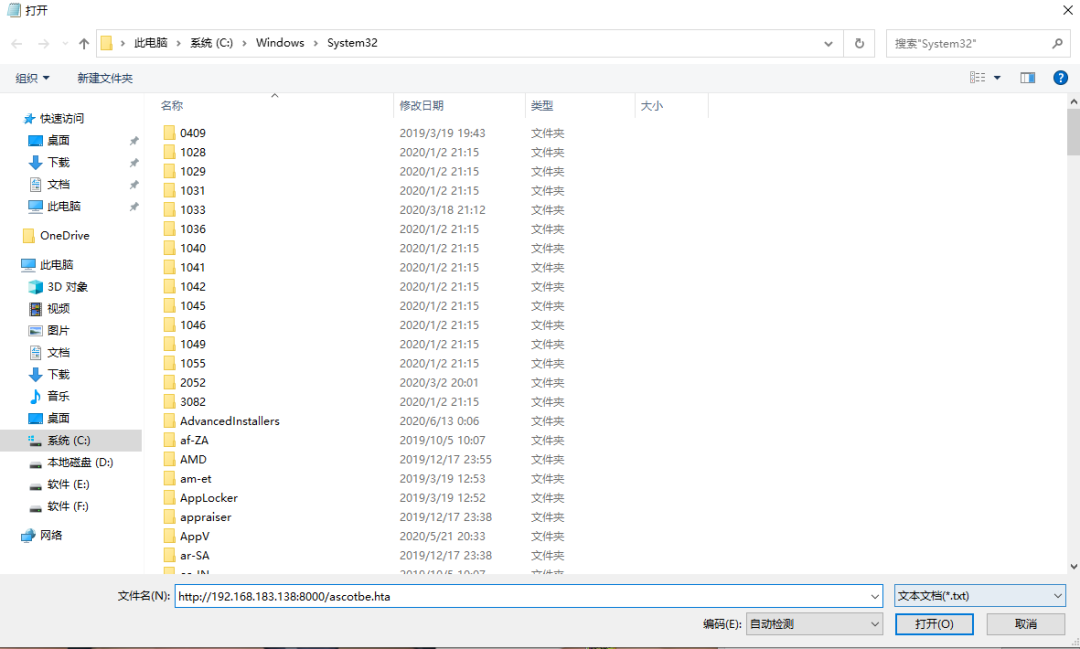 打开
此电脑 › 系统 (C:) › Windows › System32
搜索"System32"
组织 新建文件夹
名称 修改日期 类型 大小
快速访问
桌面
下载
文档
此电脑
OneDrive
此电脑
3D 对象
视频
图片
文档
下载
音乐
桌面
系统 (C:)
本地磁盘 (D:)
软件 (E:)
软件 (F:)
网络
0409 2019/3/19 19:43 文件夹
1028 2020/1/2 21:15 文件夹
1029 2020/1/2 21:15 文件夹
1031 2020/1/2 21:15 文件夹
1033 2020/3/18 21:12 文件夹
1036 2020/1/2 21:15 文件夹
1040 2020/1/2 21:15 文件夹
1041 2020/1/2 21:15 文件夹
1042 2020/1/2 21:15 文件夹
1045 2020/1/2 21:15 文件夹
1046 2020/1/2 21:15 文件夹
1049 2020/1/2 21:15 文件夹
1055 2020/1/2 21:15 文件夹
2052 2020/3/2 20:01 文件夹
3082 2020/1/2 21:15 文件夹
AdvancedInstallers 2020/6/13 0:06 文件夹
af-ZA 2019/10/5 10:07 文件夹
AMD 2019/12/17 23:55 文件夹
am-et 2019/3/19 12:53 文件夹
AppLocker 2019/3/19 12:52 文件夹
appraiser 2019/12/17 23:38 文件夹
AppV 2020/5/21 20:33 文件夹
ar-SA 2019/12/17 23:38 文件夹
文件名(N): http://192.168.183.138:8000/ascotbe.hta 文本文档(*.txt)
编码(E): 自动检测 打开(O) 取消